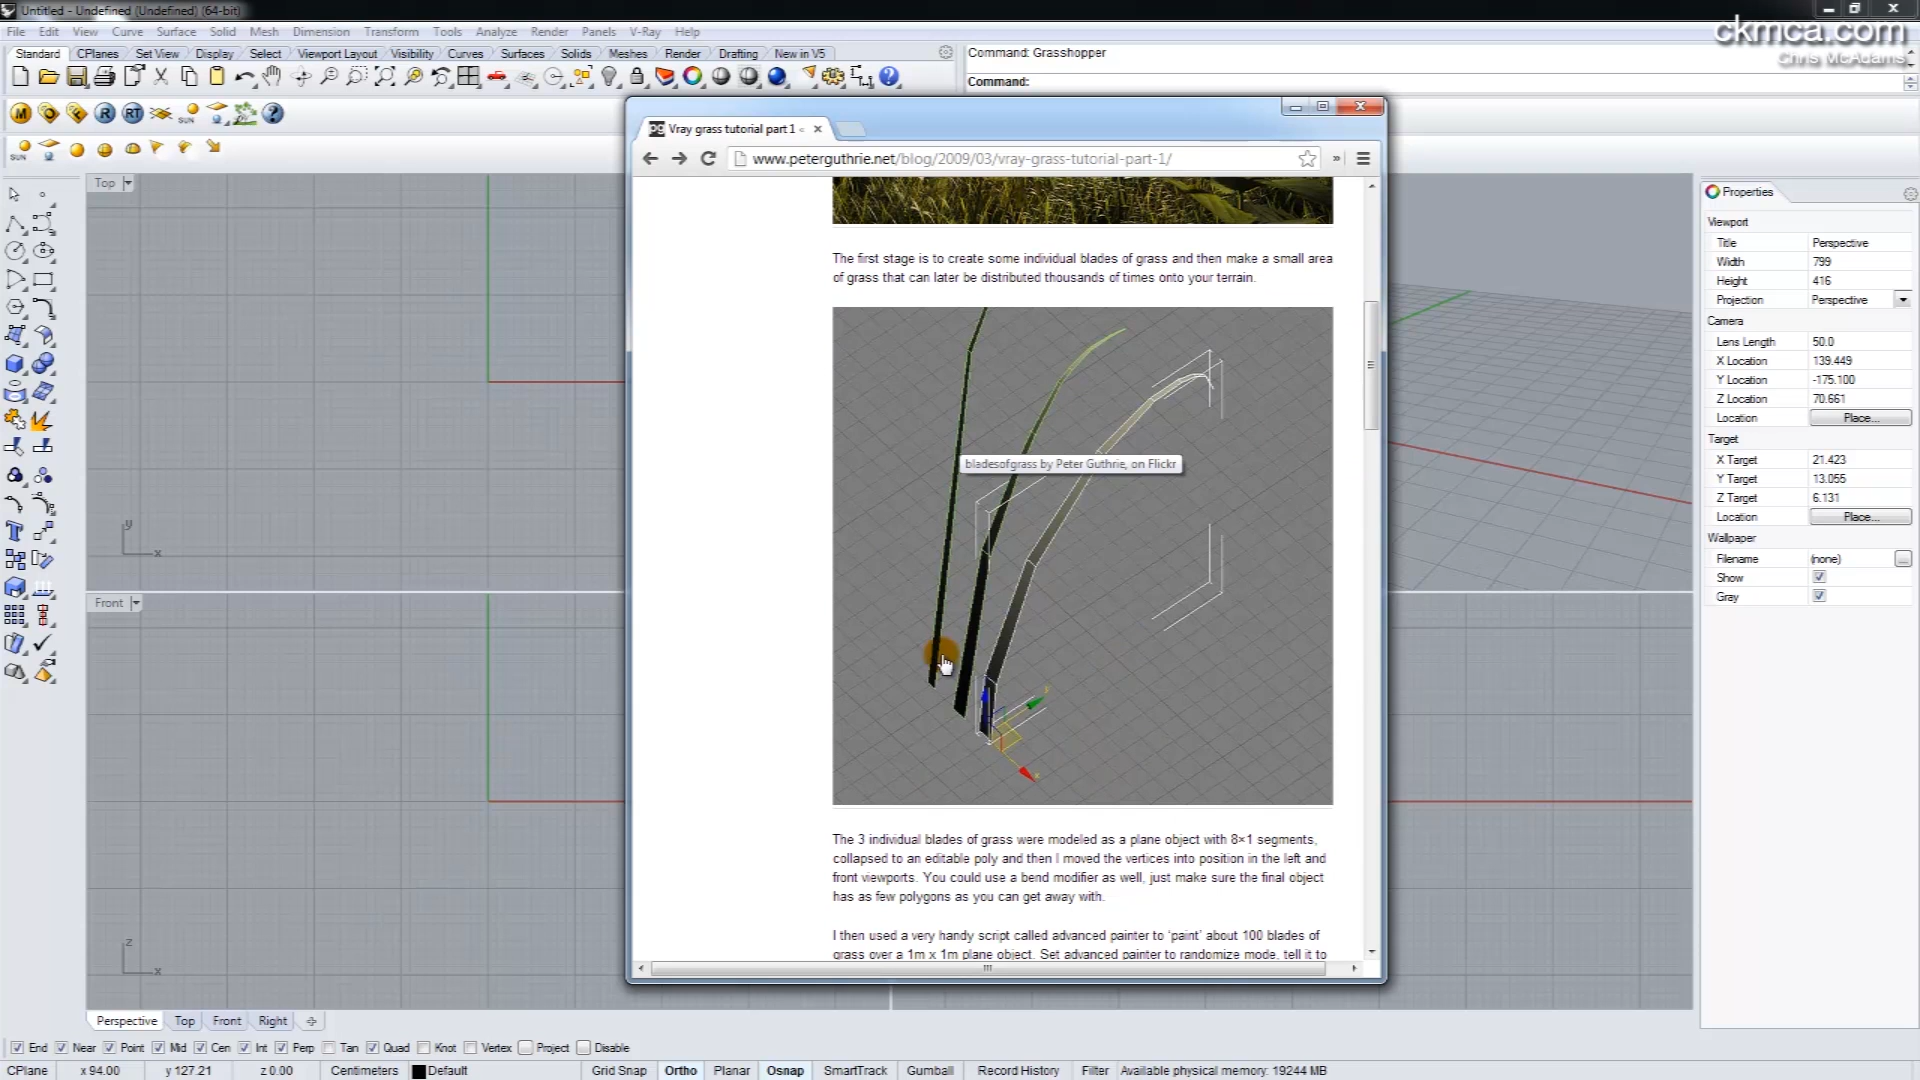 Untitled - Undefined (Undefined) (64-bit)
ckmca.com
Chris McAdams
File Edit View Curve Surface Solid Mesh Dimension Transform Tools Analyze Render Panels V-Ray Help
Standard CPlanes Set View Display Select Viewport Layout Visibility Curves Surfaces Solids Meshes Render Drafting New in V5
Command: Grasshopper
Command:
M O R RT SUN ?
SUN
Vray grass tutorial part 1 «
www.peterguthrie.net/blog/2009/03/vray-grass-tutorial-part-1/
The first stage is to create some individual blades of grass and then make a small area
of grass that can later be distributed thousands of times onto your terrain.
bladesofgrass by Peter Guthrie, on Flickr
The 3 individual blades of grass were modeled as a plane object with 8×1 segments,
collapsed to an editable poly and then I moved the vertices into position in the left and
front viewports. You could use a bend modifier as well, just make sure the final object
has as few polygons as you can get away with.
I then used a very handy script called advanced painter to ‘paint’ about 100 blades of
grass over a 1m x 1m plane object. Set advanced painter to randomize mode, tell it to
Top
y
x
Front
z
x
Properties
Viewport
Title Perspective
Width 799
Height 416
Projection Perspective
Camera
Lens Length 50.0
X Location 139.449
Y Location -175.100
Z Location 70.661
Location Place...
Target
X Target 21.423
Y Target 13.055
Z Target 6.131
Location Place...
Wallpaper
Filename (none) ...
Show
Gray
Perspective Top Front Right
End Near Point Mid Cen Int Perp Tan Quad Knot Vertex Project Disable
CPlane x 94.00 y 127.21 z 0.00 Centimeters Default Grid Snap Ortho Planar Osnap SmartTrack Gumball Record History Filter Available physical memory: 19244 MB